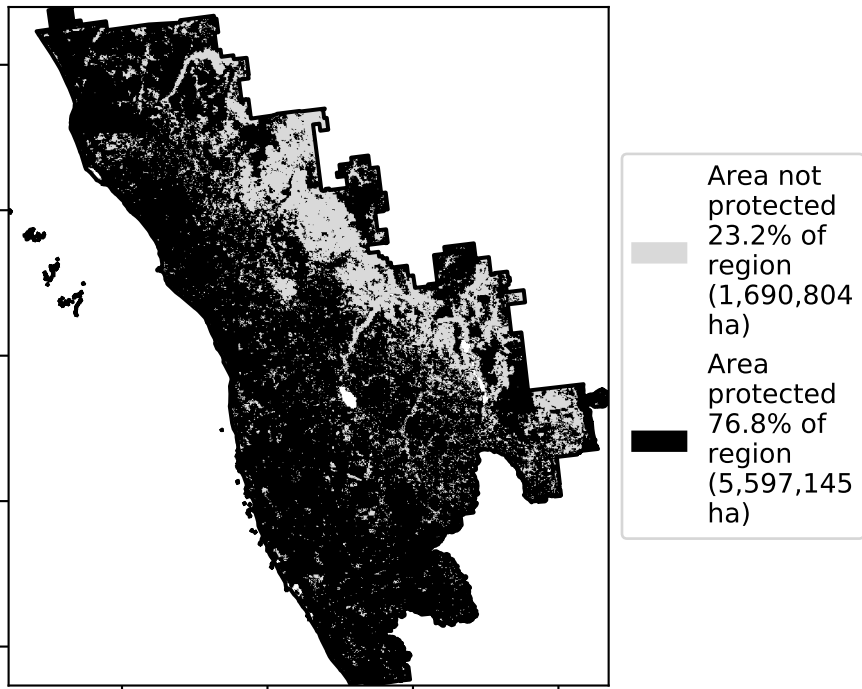 Area not
protected
23.2% of
region
(1,690,804
ha)
Area
protected
76.8% of
region
(5,597,145
ha)